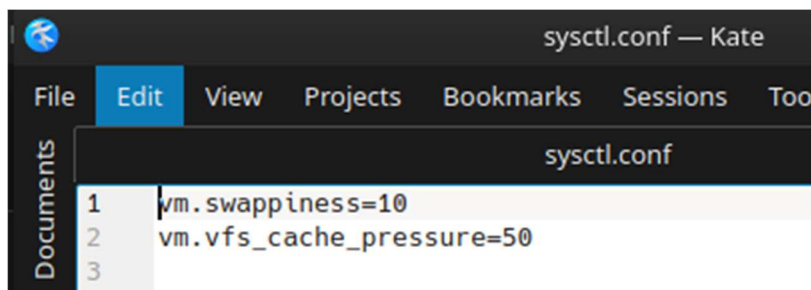 sysctl.conf — Kate
File Edit View Projects Bookmarks Sessions Too
Documents
sysctl.conf
1 vm.swappiness=10
2 vm.vfs_cache_pressure=50
3